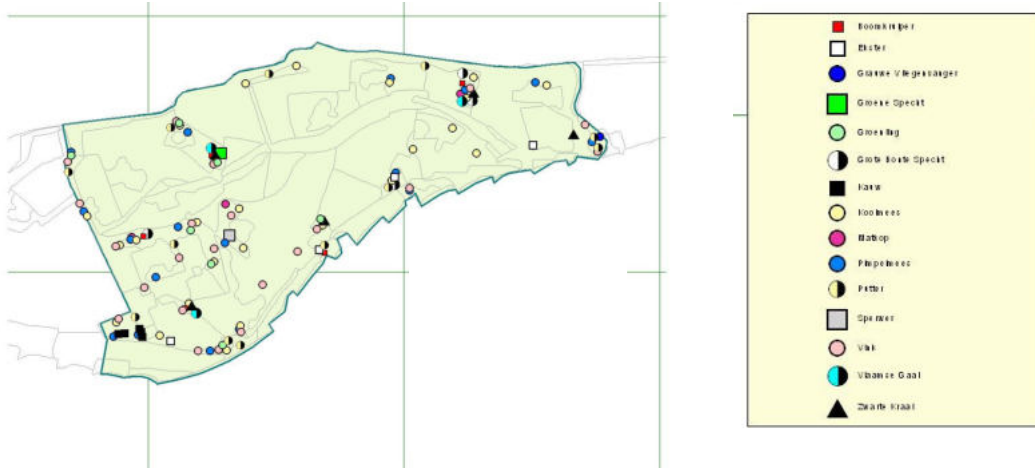 Boomkruiper
Ekster
Grauwe Vliegenvanger
Groene Specht
Groenling
Grote Bonte Specht
Kauw
Koolmees
Matkop
Pimpelmees
Putter
Sperwer
Vink
Vlaamse Gaai
Zwarte Kraai